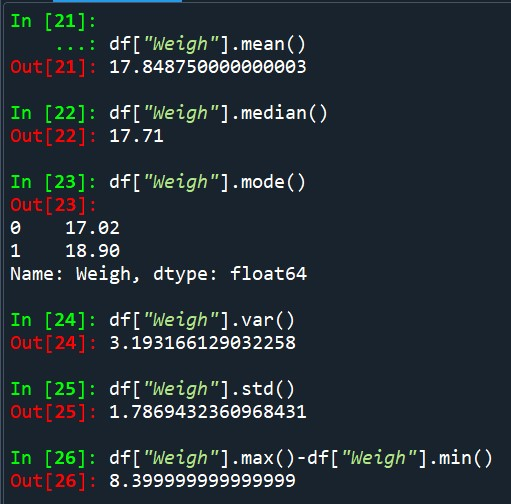 In [21]:
...: df["Weigh"].mean()
Out[21]: 17.848750000000003
In [22]: df["Weigh"].median()
Out[22]: 17.71
In [23]: df["Weigh"].mode()
Out[23]:
0    17.02
1    18.90
Name: Weigh, dtype: float64
In [24]: df["Weigh"].var()
Out[24]: 3.193166129032258
In [25]: df["Weigh"].std()
Out[25]: 1.7869432360968431
In [26]: df["Weigh"].max()-df["Weigh"].min()
Out[26]: 8.399999999999999